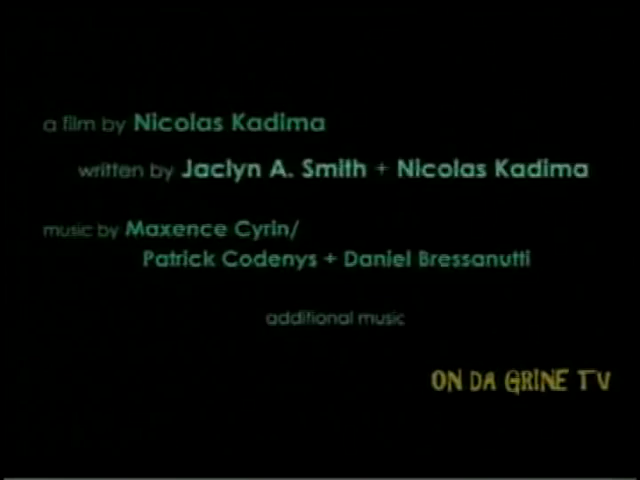 a film by Nicolas Kadima
written by Jaclyn A. Smith + Nicolas Kadima
music by Maxence Cyrin/
Patrick Codenys + Daniel Bressanutti
additional music
ON DA GRINE TV